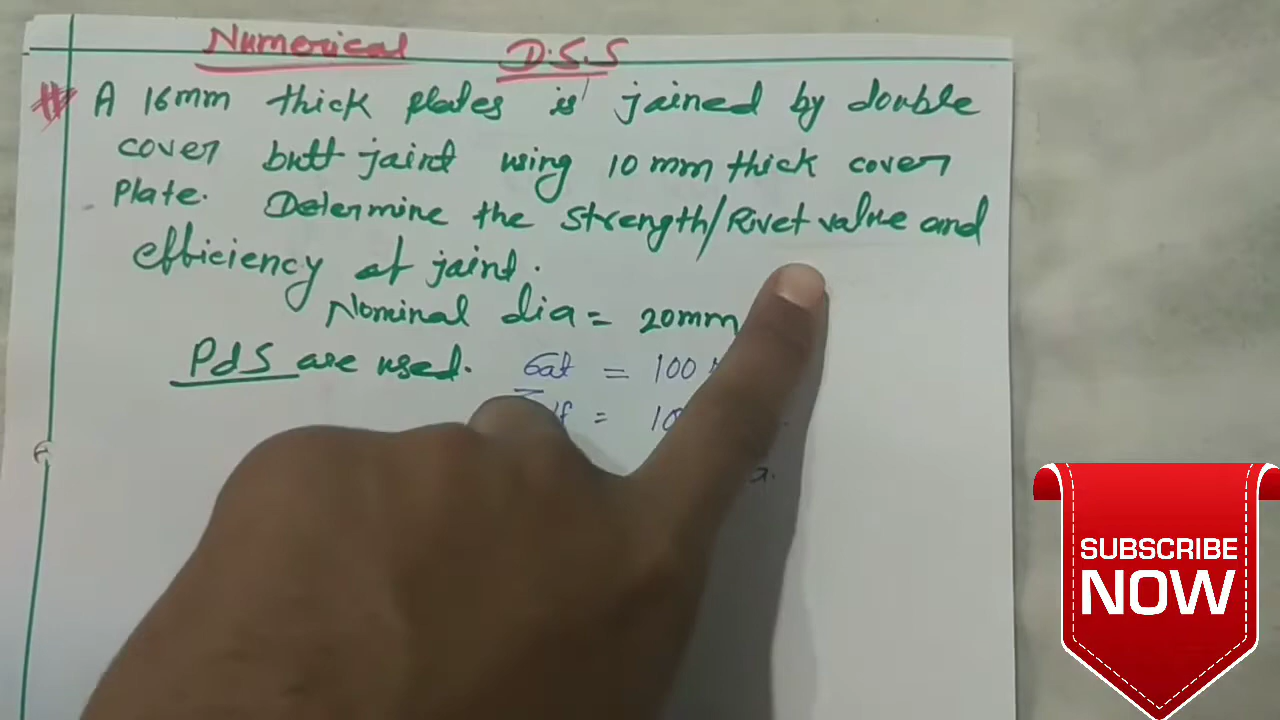 Numerical D.S.S
# A 16mm thick plates is jained by double
cover butt jaint using 10 mm thick cover
Plate. Determine the Strength/Rivet value and
efficiency of jaint.
Nominal dia = 20mm
PdS are used. σat = 100
= 10
a.
SUBSCRIBE
NOW